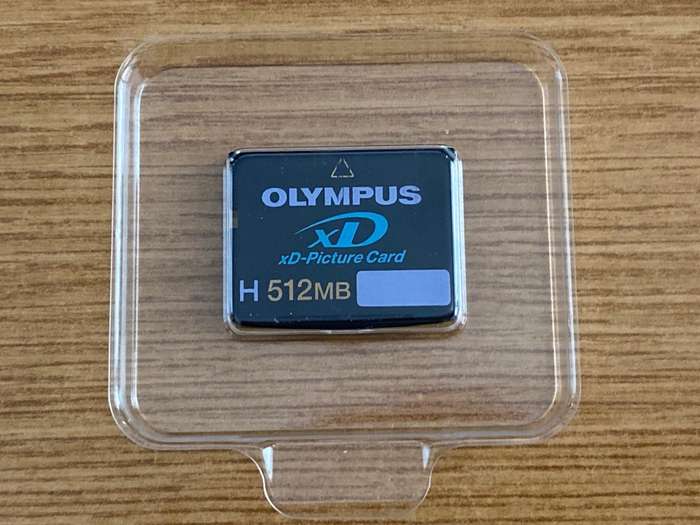 OLYMPUS
xD
xD-Picture Card
H 512MB